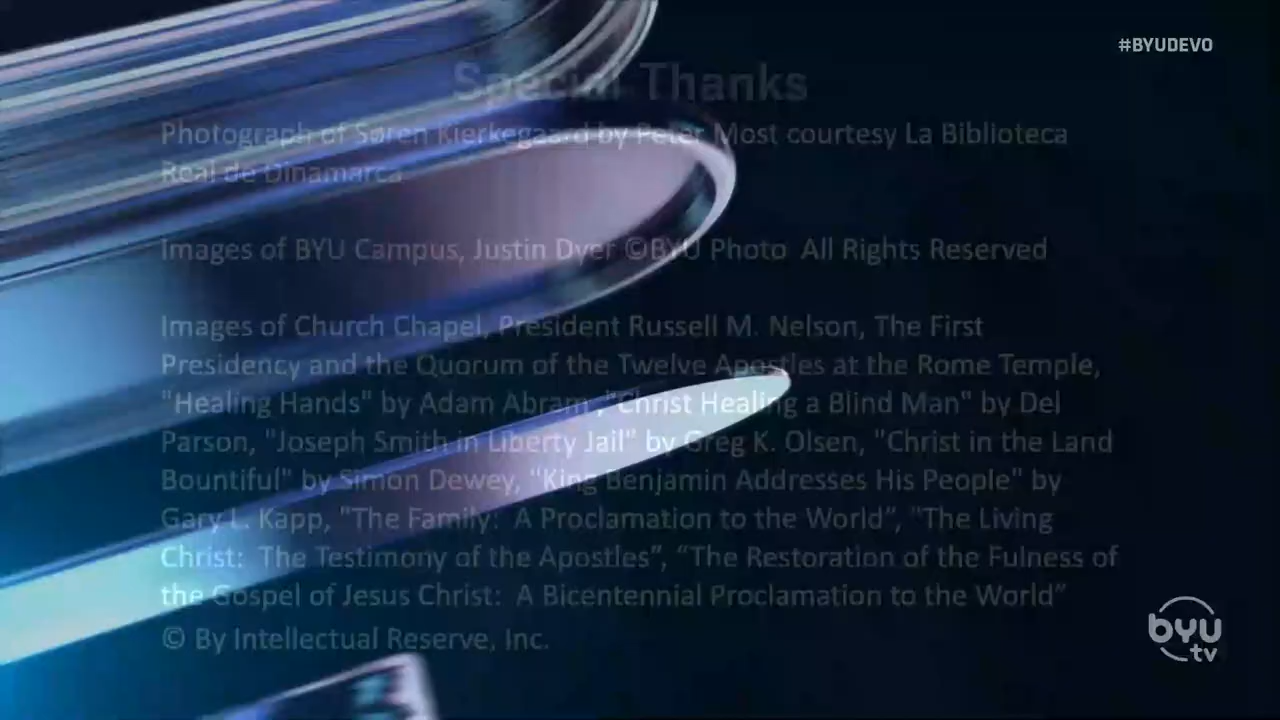 #BYUDEVO
Special Thanks
Photograph of Søren Kierkegaard by Peter Most courtesy La Biblioteca
Real de Dinamarca
Images of BYU Campus, Justin Dyer ©BYU Photo All Rights Reserved
Images of Church Chapel, President Russell M. Nelson, The First
Presidency and the Quorum of the Twelve Apostles at the Rome Temple,
"Healing Hands" by Adam Abram ,"Christ Healing a Blind Man" by Del
Parson, "Joseph Smith in Liberty Jail" by Greg K. Olsen, "Christ in the Land
Bountiful" by Simon Dewey, "King Benjamin Addresses His People" by
Gary L. Kapp, "The Family: A Proclamation to the World”, "The Living
Christ: The Testimony of the Apostles”, “The Restoration of the Fulness of
the Gospel of Jesus Christ: A Bicentennial Proclamation to the World”
© By Intellectual Reserve, Inc.
byu
tv